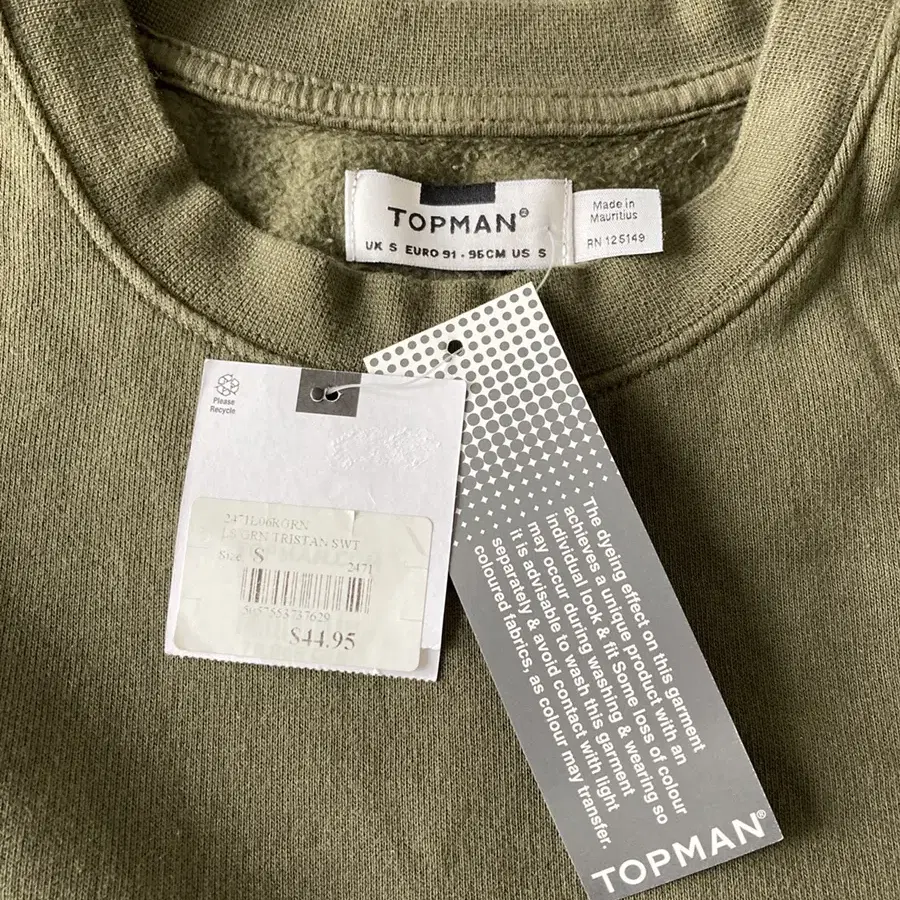 TOPMAN®
UK S EURO 91 - 96CM US S
Made in
Mauritius
RN 125149
Please
Recycle
2471L06RGRN
LS GRN TRISTAN SWT
Size S
2471
5057553737629
$44.95
The dyeing effect on this garment
achieves a unique product with an
individual look & fit Some loss of colour
may occur during washing & wearing so
it is advisable to wash this garment
separately & avoid contact with light
coloured fabrics, as colour may transfer.
TOPMAN®